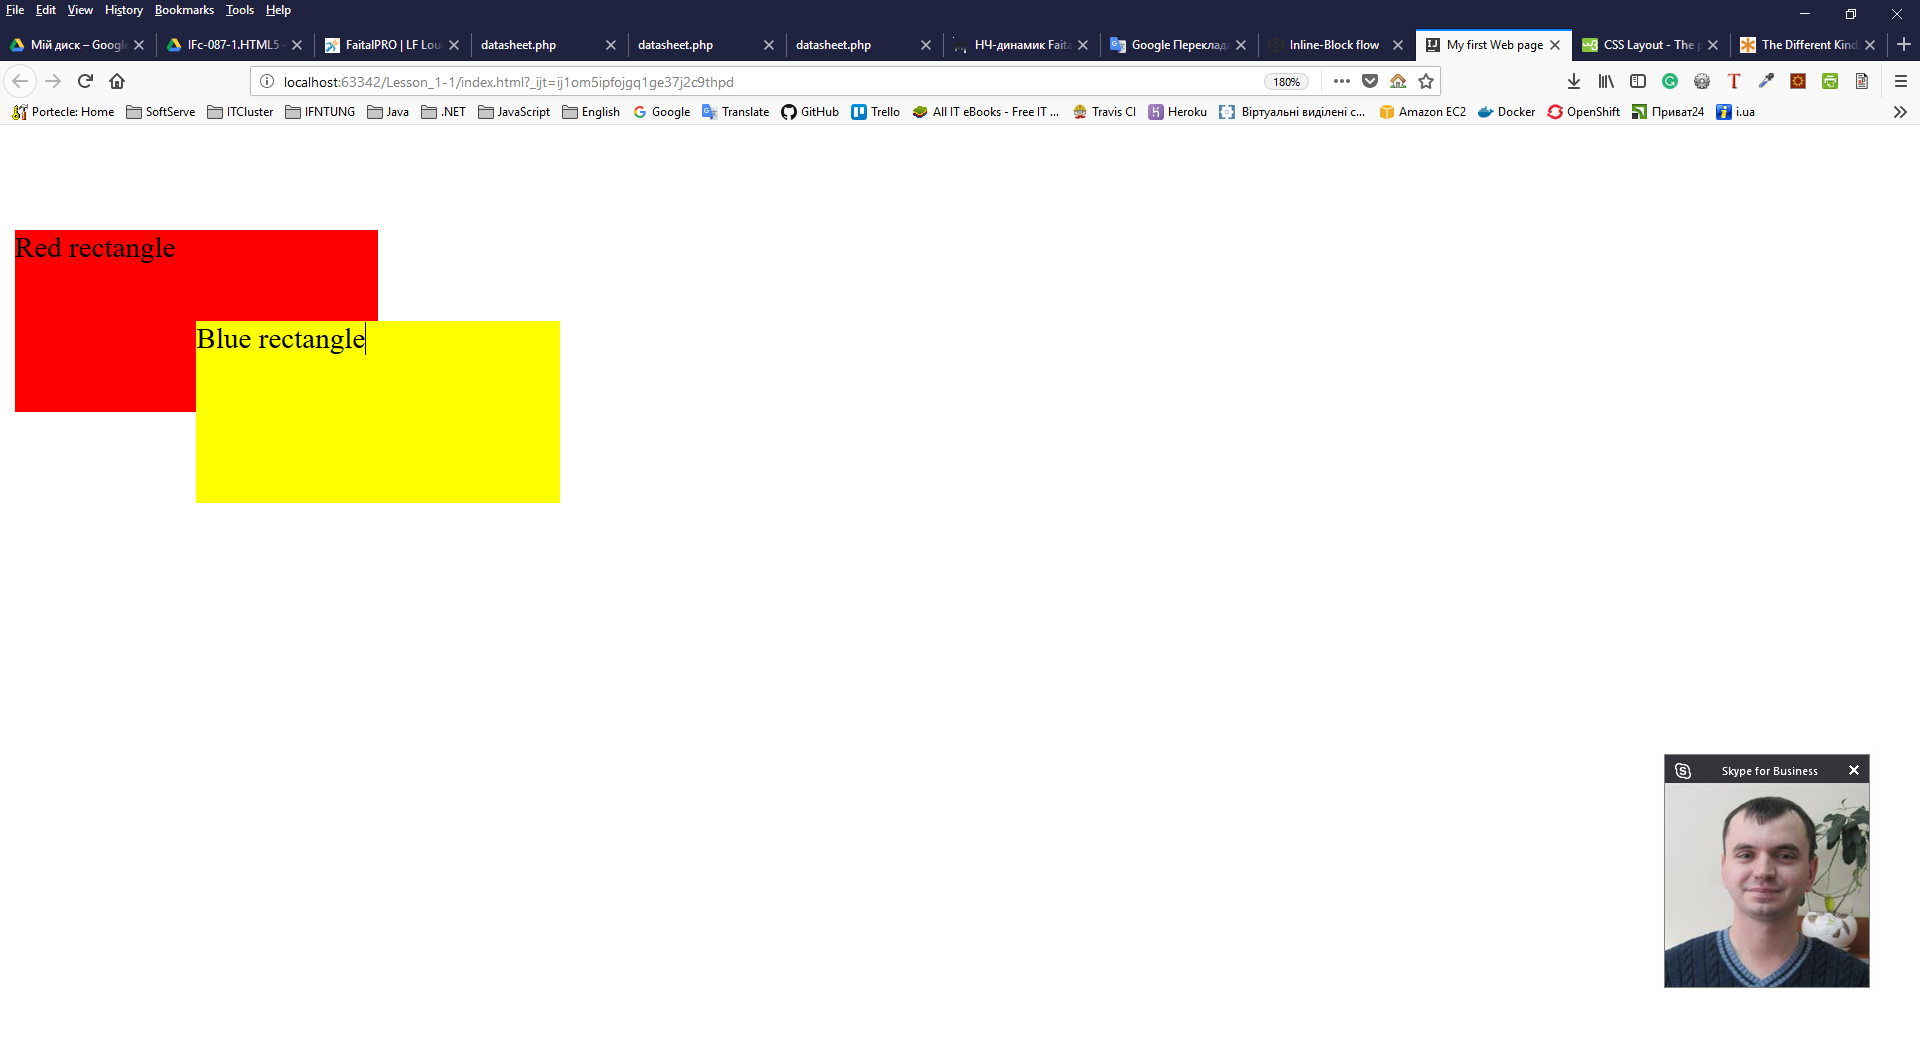 File Edit View History Bookmarks Tools Help
Мій диск – Google
IFc-087-1.HTML5 -
FaitalPRO | LF Lou
datasheet.php
datasheet.php
datasheet.php
НЧ-динамик Faita
Google Переклада
Inline-Block flow
My first Web page
CSS Layout - The p
The Different Kind
localhost:63342/Lesson_1-1/index.html?_ijt=ij1om5ipfojgq1ge37j2c9thpd
180%
Portecle: Home SoftServe ITCluster IFNTUNG Java .NET JavaScript English Google Translate GitHub Trello All IT eBooks - Free IT ... Travis CI Heroku Віртуальні виділені с... Amazon EC2 Docker OpenShift Приват24 i.ua
Red rectangle
Blue rectangle
Skype for Business